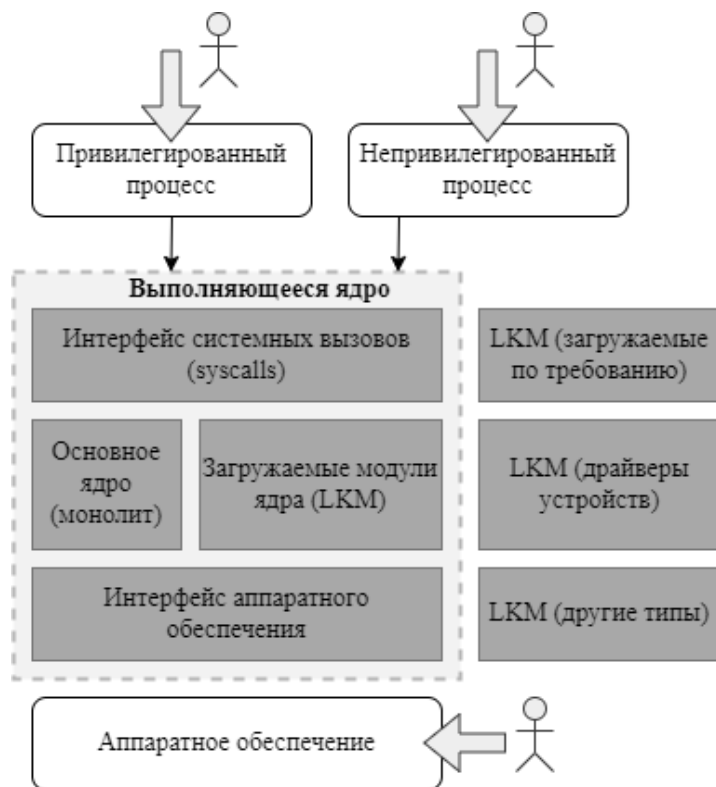 Привилегированный
процесс
Непривилегированный
процесс
Выполняющееся ядро
Интерфейс системных вызовов
(syscalls)
LKM (загружаемые
по требованию)
Основное
ядро
(монолит)
Загружаемые модули
ядра (LKM)
LKM (драйверы
устройств)
Интерфейс аппаратного
обеспечения
LKM (другие типы)
Аппаратное обеспечение